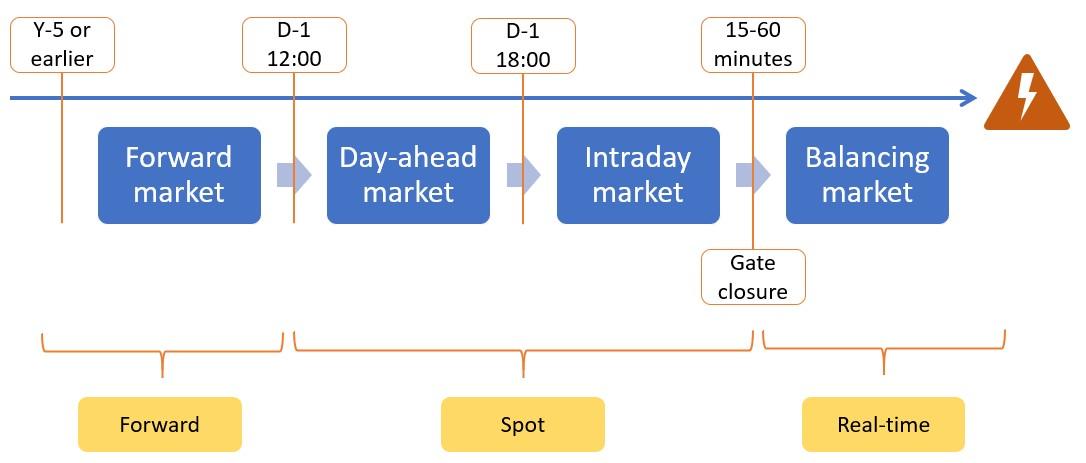 Y-5 or
earlier
D-1
12:00
D-1
18:00
15-60
minutes
Forward
market
Day-ahead
market
Intraday
market
Balancing
market
Gate
closure
Forward
Spot
Real-time